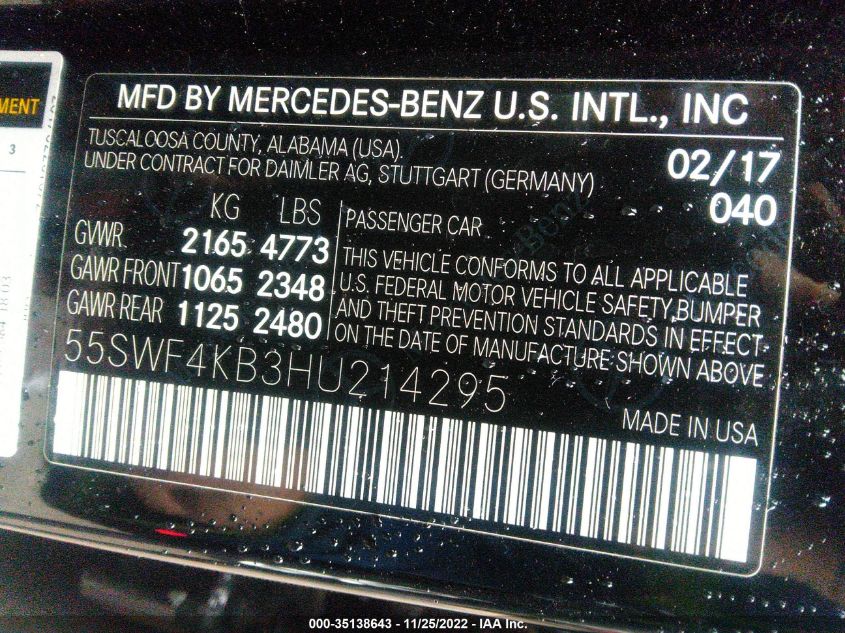 MENT
3
MFD BY MERCEDES-BENZ U.S. INTL., INC
TUSCALOOSA COUNTY, ALABAMA (USA).
UNDER CONTRACT FOR DAIMLER AG, STUTTGART (GERMANY)
02/17
040
KG LBS
GVWR. 2165 4773
GAWR FRONT 1065 2348
GAWR REAR 1125 2480
PASSENGER CAR
THIS VEHICLE CONFORMS TO ALL APPLICABLE
U.S. FEDERAL MOTOR VEHICLE SAFETY, BUMPER
AND THEFT PREVENTION STANDARDS IN EFFECT
ON THE DATE OF MANUFACTURE SHOWN ABOVE
55SWF4KB3HU214295
MADE IN USA
000-35138643 - 11/25/2022 - IAA Inc.